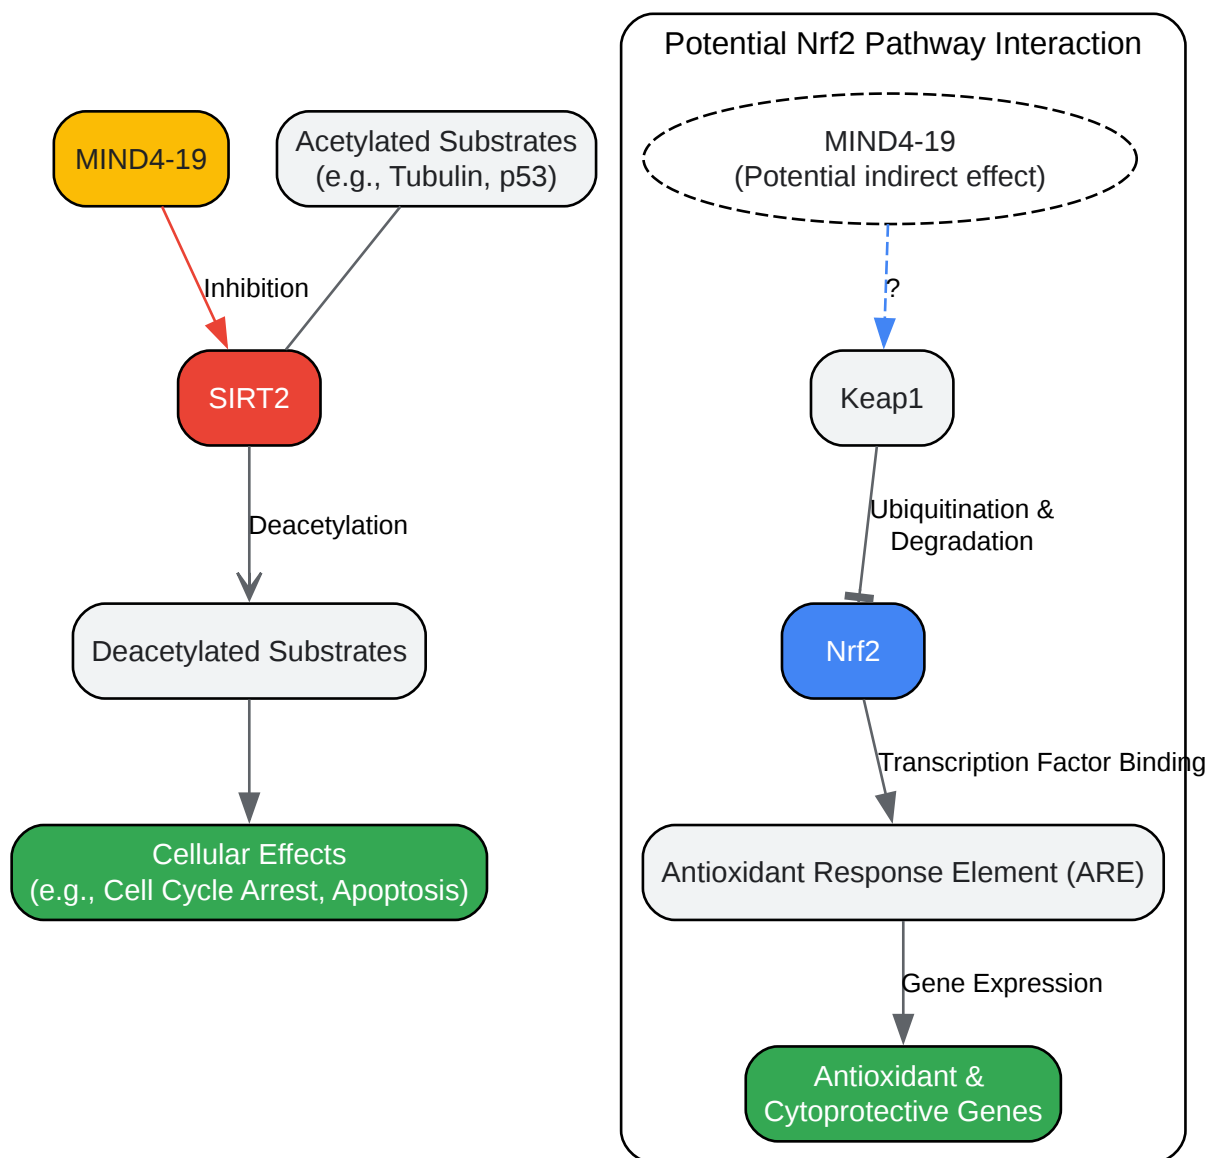 MIND4-19
Acetylated Substrates
(e.g., Tubulin, p53)
Inhibition
SIRT2
Deacetylation
Deacetylated Substrates
Cellular Effects
(e.g., Cell Cycle Arrest, Apoptosis)
Potential Nrf2 Pathway Interaction
MIND4-19
(Potential indirect effect)
?
Keap1
Ubiquitination &
Degradation
Nrf2
Transcription Factor Binding
Antioxidant Response Element (ARE)
Gene Expression
Antioxidant &
Cytoprotective Genes